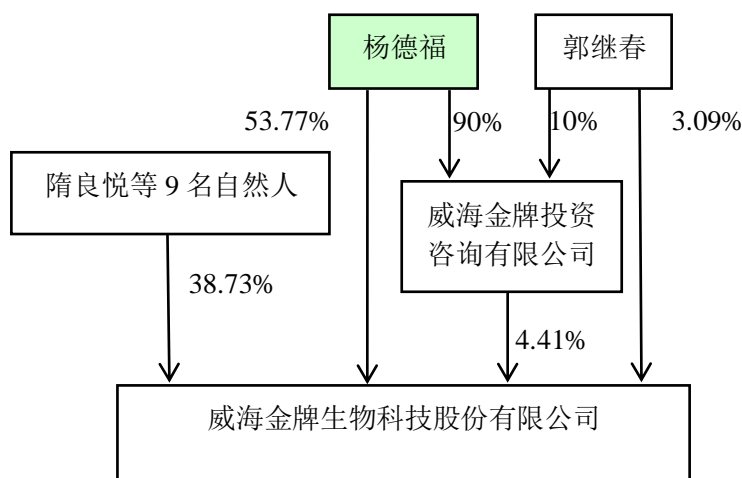 杨德福
郭继春
53.77%
90%
10%
3.09%
隋良悦等 9 名自然人
威海金牌投资
咨询有限公司
38.73%
4.41%
威海金牌生物科技股份有限公司